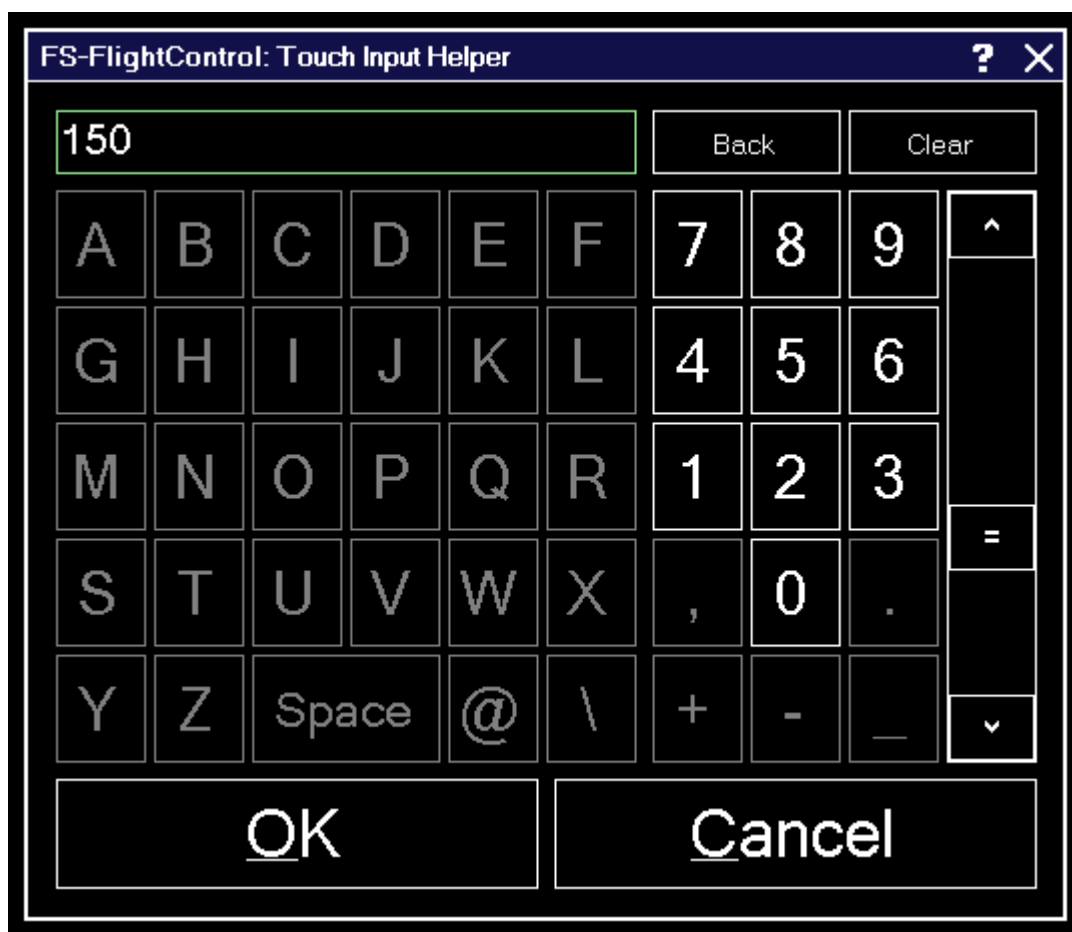 FS-FlightControl: Touch Input Helper ? X
150 Back Clear
A B C D E F 7 8 9 ^
G H I J K L 4 5 6
M N O P Q R 1 2 3
=
S T U V W X , 0 .
Y Z Space @ \ + - _ ⌄
OK Cancel